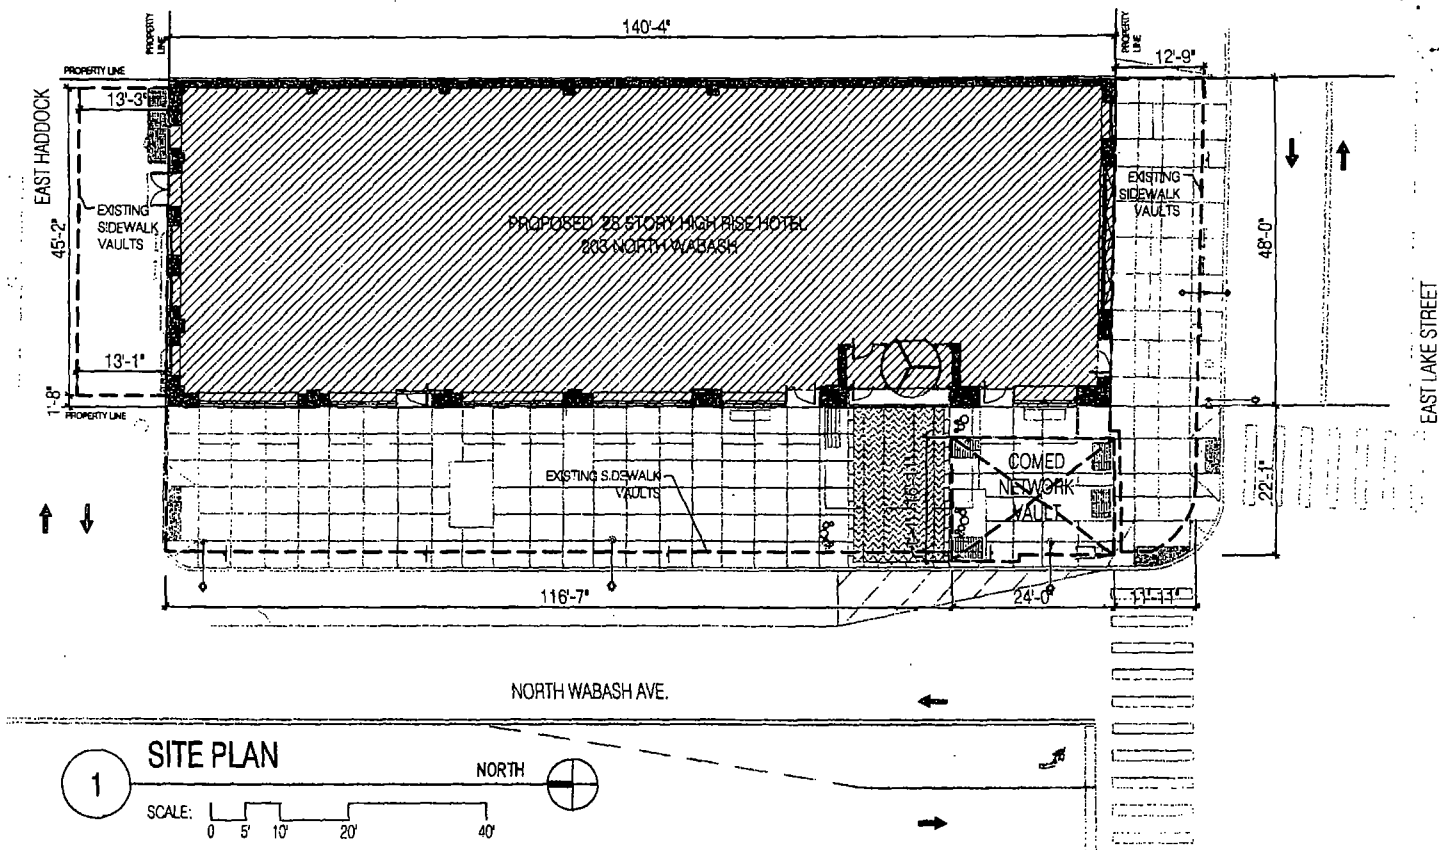 140'-4"
PROPERTY
LINE
PROPERTY
LINE
12'-9"
PROPERTY LINE
13'-3"
EAST HADDOCK
45'-2"
EXISTING
SIDEWALK
VAULTS
EXISTING
SIDEWALK
VAULTS
PROPOSED 28 STORY HIGH RISE HOTEL
203 NORTH WABASH
48'-0"
EAST LAKE STREET
13'-1"
1'-8"
PROPERTY LINE
EXISTING SIDEWALK
VAULTS
COMED
NETWORK
VAULT
22'-1"
116'-7"
24'-0"
11'-11"
NORTH WABASH AVE.
1
SITE PLAN
NORTH
SCALE:
0 5' 10' 20' 40'